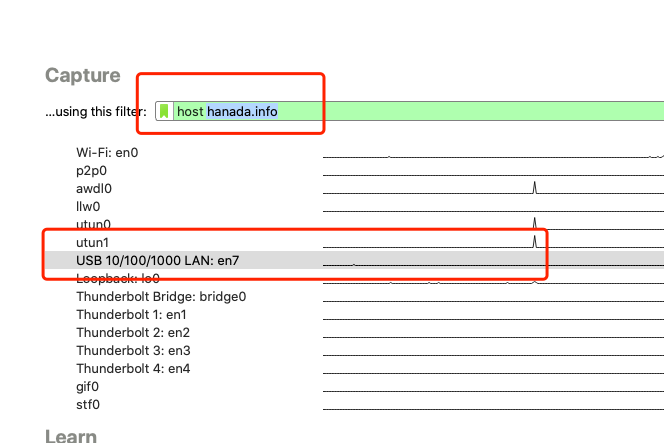 Capture
...using this filter: host hanada.info
Wi-Fi: en0
p2p0
awdl0
llw0
utun0
utun1
USB 10/100/1000 LAN: en7
Loopback: lo0
Thunderbolt Bridge: bridge0
Thunderbolt 1: en1
Thunderbolt 2: en2
Thunderbolt 3: en3
Thunderbolt 4: en4
gif0
stf0
Learn